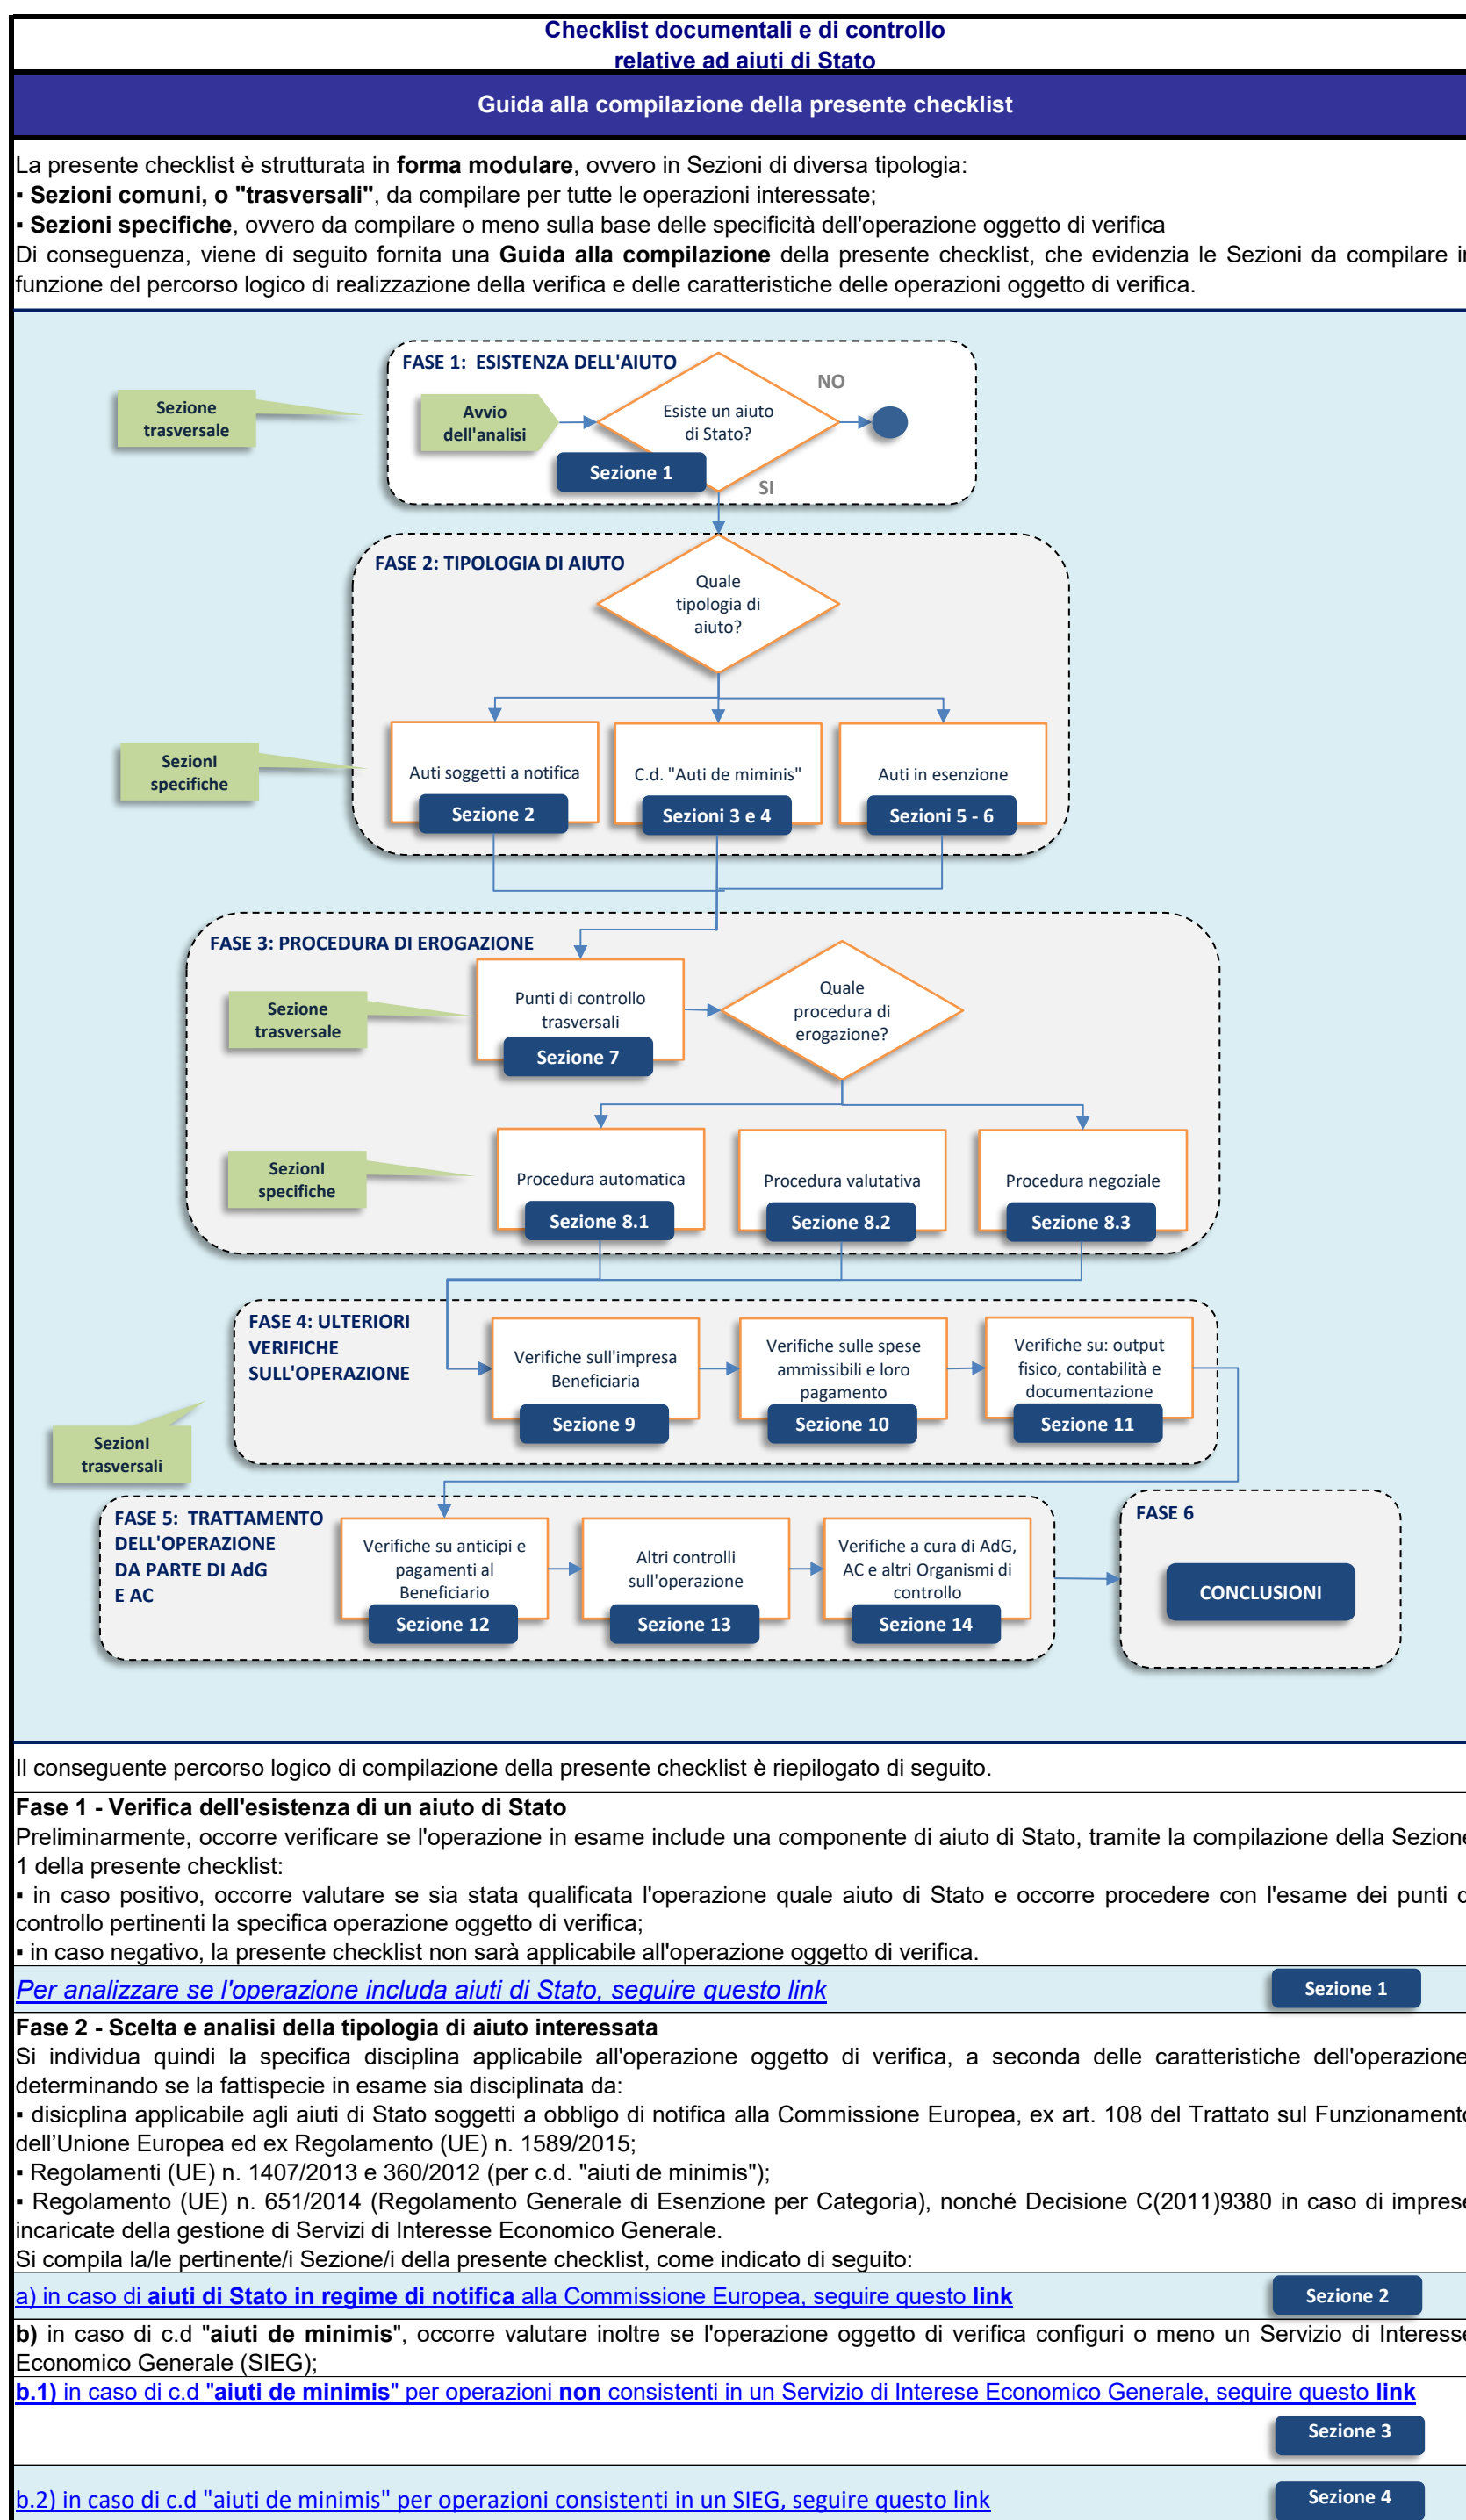 Checklist documentali e di controllo
relative ad aiuti di Stato
Guida alla compilazione della presente checklist
La presente checklist è strutturata in forma modulare, ovvero in Sezioni di diversa tipologia:
▪ Sezioni comuni, o "trasversali", da compilare per tutte le operazioni interessate;
▪ Sezioni specifiche, ovvero da compilare o meno sulla base delle specificità dell'operazione oggetto di verifica
Di conseguenza, viene di seguito fornita una Guida alla compilazione della presente checklist, che evidenzia le Sezioni da compilare in
funzione del percorso logico di realizzazione della verifica e delle caratteristiche delle operazioni oggetto di verifica.
FASE 1: ESISTENZA DELL'AIUTO
Sezione
trasversale
Avvio
dell'analisi
Esiste un aiuto
di Stato?
NO
Sezione 1
SI
FASE 2: TIPOLOGIA DI AIUTO
Quale
tipologia di
aiuto?
SezionI
specifiche
Auti soggetti a notifica
Sezione 2
C.d. "Auti de miminis"
Sezioni 3 e 4
Auti in esenzione
Sezioni 5 - 6
FASE 3: PROCEDURA DI EROGAZIONE
Sezione
trasversale
Punti di controllo
trasversali
Sezione 7
Quale
procedura di
erogazione?
SezionI
specifiche
Procedura automatica
Sezione 8.1
Procedura valutativa
Sezione 8.2
Procedura negoziale
Sezione 8.3
FASE 4: ULTERIORI
VERIFICHE
SULL'OPERAZIONE
Verifiche sull'impresa
Beneficiaria
Sezione 9
Verifiche sulle spese
ammissibili e loro
pagamento
Sezione 10
Verifiche su: output
fisico, contabilità e
documentazione
Sezione 11
SezionI
trasversali
FASE 5: TRATTAMENTO
DELL'OPERAZIONE
DA PARTE DI AdG
E AC
Verifiche su anticipi e
pagamenti al
Beneficiario
Sezione 12
Altri controlli
sull'operazione
Sezione 13
Verifiche a cura di AdG,
AC e altri Organismi di
controllo
Sezione 14
FASE 6
CONCLUSIONI
Il conseguente percorso logico di compilazione della presente checklist è riepilogato di seguito.
Fase 1 - Verifica dell'esistenza di un aiuto di Stato
Preliminarmente, occorre verificare se l'operazione in esame include una componente di aiuto di Stato, tramite la compilazione della Sezione
1 della presente checklist:
▪ in caso positivo, occorre valutare se sia stata qualificata l'operazione quale aiuto di Stato e occorre procedere con l'esame dei punti di
controllo pertinenti la specifica operazione oggetto di verifica;
▪ in caso negativo, la presente checklist non sarà applicabile all'operazione oggetto di verifica.
Per analizzare se l'operazione includa aiuti di Stato, seguire questo link
Sezione 1
Fase 2 - Scelta e analisi della tipologia di aiuto interessata
Si individua quindi la specifica disciplina applicabile all'operazione oggetto di verifica, a seconda delle caratteristiche dell'operazione,
determinando se la fattispecie in esame sia disciplinata da:
▪ disicplina applicabile agli aiuti di Stato soggetti a obbligo di notifica alla Commissione Europea, ex art. 108 del Trattato sul Funzionamento
dell’Unione Europea ed ex Regolamento (UE) n. 1589/2015;
▪ Regolamenti (UE) n. 1407/2013 e 360/2012 (per c.d. "aiuti de minimis");
▪ Regolamento (UE) n. 651/2014 (Regolamento Generale di Esenzione per Categoria), nonché Decisione C(2011)9380 in caso di imprese
incaricate della gestione di Servizi di Interesse Economico Generale.
Si compila la/le pertinente/i Sezione/i della presente checklist, come indicato di seguito:
a) in caso di aiuti di Stato in regime di notifica alla Commissione Europea, seguire questo link
Sezione 2
b) in caso di c.d "aiuti de minimis", occorre valutare inoltre se l'operazione oggetto di verifica configuri o meno un Servizio di Interesse
Economico Generale (SIEG);
b.1) in caso di c.d "aiuti de minimis" per operazioni non consistenti in un Servizio di Interese Economico Generale, seguire questo link
Sezione 3
b.2) in caso di c.d "aiuti de minimis" per operazioni consistenti in un SIEG, seguire questo link
Sezione 4